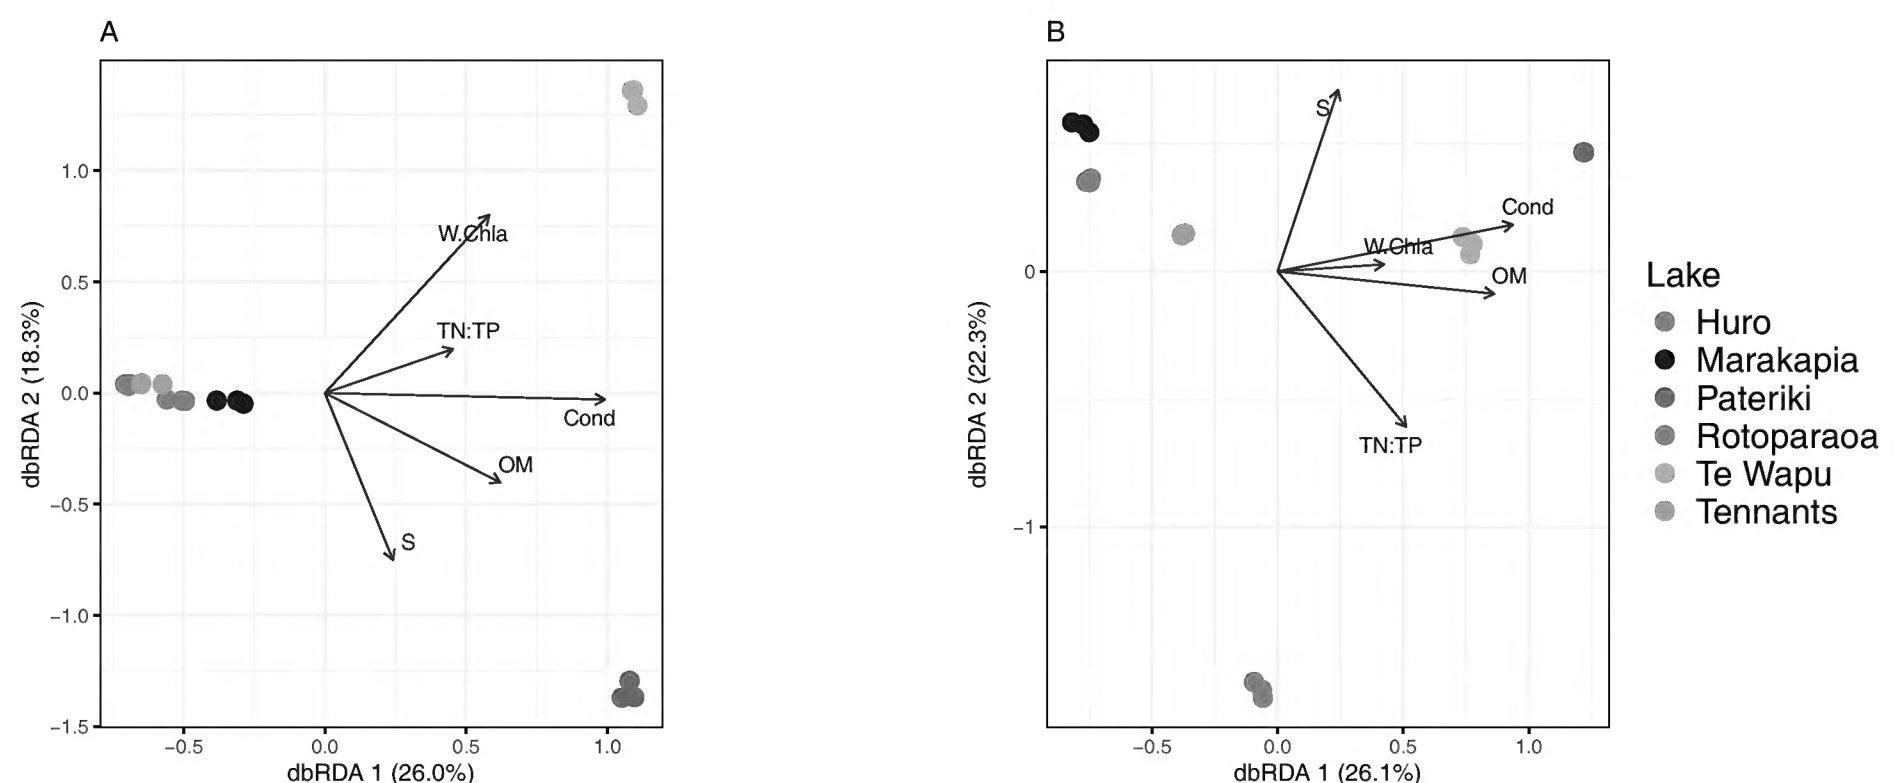 A
1.0
0.5
0.0
−0.5
−1.0
−1.5
−0.5
0.0
0.5
1.0
dbRDA 2 (18.3%)
dbRDA 1 (26.0%)
W.Chla
TN:TP
Cond
OM
S
B
0
−1
−0.5
0.0
0.5
1.0
dbRDA 2 (22.3%)
dbRDA 1 (26.1%)
S
Cond
W.Chla
OM
TN:TP
Lake
Huro
Marakapia
Pateriki
Rotoparaoa
Te Wapu
Tennants